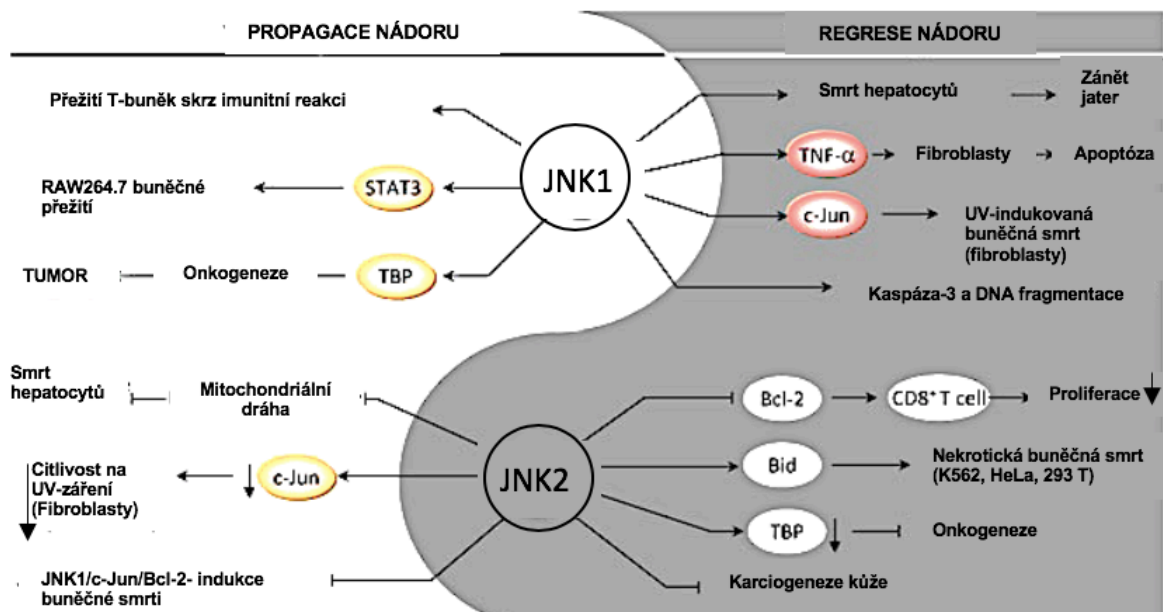 PROPAGACE NÁDORU
REGRESE NÁDORU
Přežití T-buněk skrz imunitní reakci
RAW264.7 buněčné
přežití
STAT3
TUMOR
Onkogeneze
TBP
JNK1
Smrt hepatocytů
Zánět
jater
TNF-α
Fibroblasty
Apoptóza
c-Jun
UV-indukovaná
buněčná smrt
(fibroblasty)
Kaspáza-3 a DNA fragmentace
Smrt
hepatocytů
Mitochondriální
dráha
Citlivost na
UV-záření
(Fibroblasty)
c-Jun
JNK1/c-Jun/Bcl-2- indukce
buněčné smrti
JNK2
Bcl-2
CD8+ T cell
Proliferace
Bid
Nekrotická buněčná smrt
(K562, HeLa, 293 T)
TBP
Onkogeneze
Karciogeneze kůže